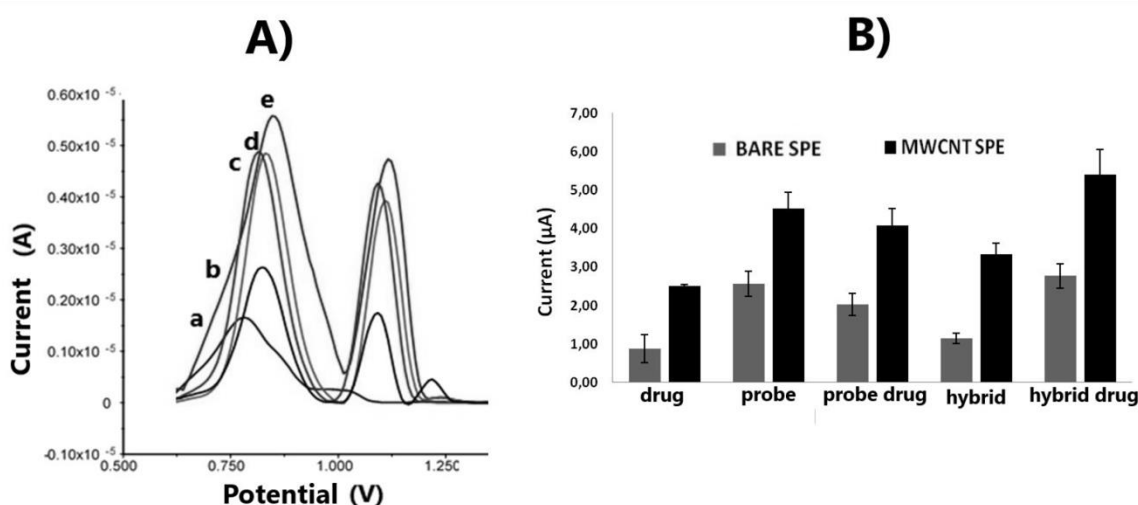 A)
0.60x10 -5
0.50x10 -5
0.40x10 -5
0.30x10 -5
0.20x10 -5
0.10x10 -5
0
-0.10x10 -5
Current (A)
a
b
c
d
e
0.500
0.750
1.000
1.250
Potential (V)
B)
7,00
6,00
5,00
4,00
3,00
2,00
1,00
0,00
Current (µA)
BARE SPE
MWCNT SPE
drug
probe
probe drug
hybrid
hybrid drug